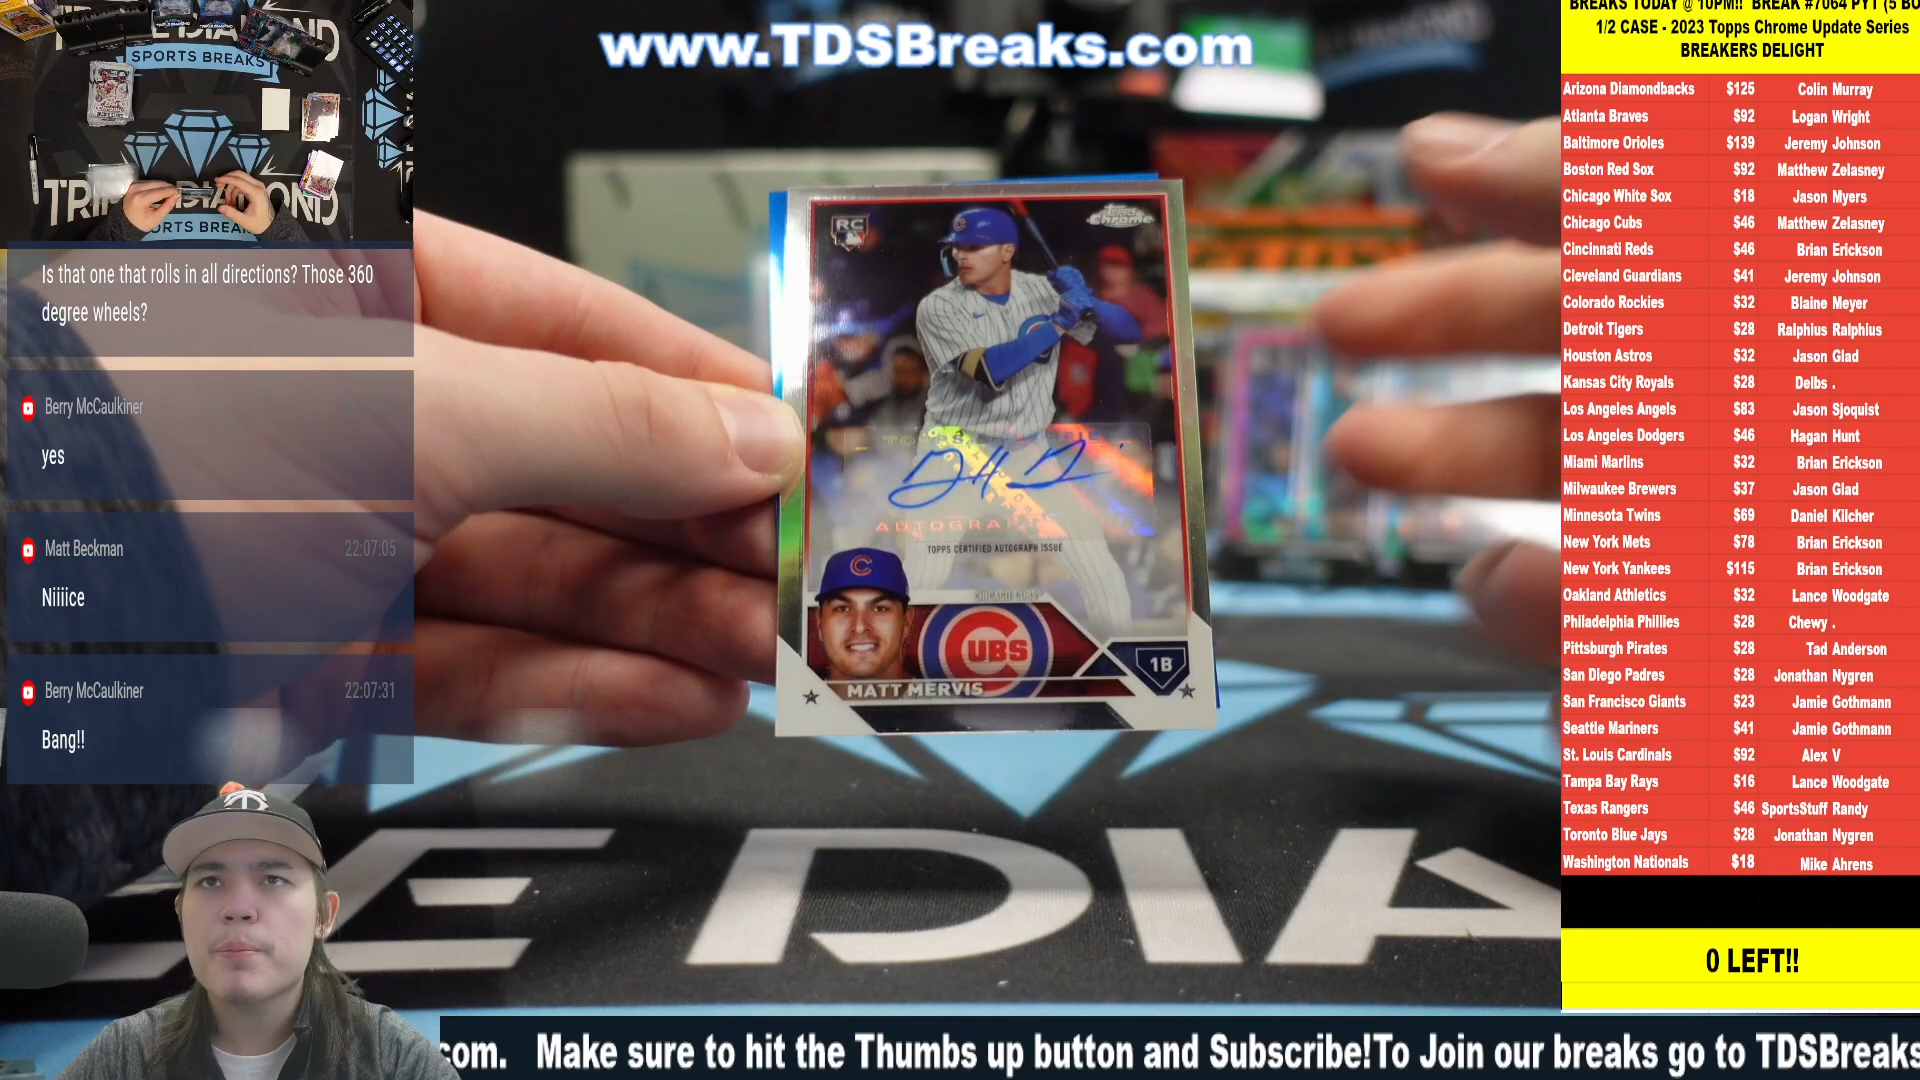 www.TDSBreaks.com
SPORTS BREAKS
Is that one that rolls in all directions? Those 360
degree wheels?
Berry McCaulkiner
yes
Matt Beckman 22:07:05
Niiiice
Berry McCaulkiner 22:07:31
Bang!!
RC
Topps
Chrome
AUTOGRA
TOPPS CERTIFIED AUTOGRAPH ISSUE
CHICAGO CUBS
CUBS
1B
MATT MERVIS
BREAKS TODAY @ 10PM!! BREAK #7064 PYT (5 BO
1/2 CASE - 2023 Topps Chrome Update Series
BREAKERS DELIGHT
Arizona Diamondbacks $125 Colin Murray
Atlanta Braves $92 Logan Wright
Baltimore Orioles $139 Jeremy Johnson
Boston Red Sox $92 Matthew Zelasney
Chicago White Sox $18 Jason Myers
Chicago Cubs $46 Matthew Zelasney
Cincinnati Reds $46 Brian Erickson
Cleveland Guardians $41 Jeremy Johnson
Colorado Rockies $32 Blaine Meyer
Detroit Tigers $28 Ralphius Ralphius
Houston Astros $32 Jason Glad
Kansas City Royals $28 Delbs .
Los Angeles Angels $83 Jason Sjoquist
Los Angeles Dodgers $46 Hagan Hunt
Miami Marlins $32 Brian Erickson
Milwaukee Brewers $37 Jason Glad
Minnesota Twins $69 Daniel Kilcher
New York Mets $78 Brian Erickson
New York Yankees $115 Brian Erickson
Oakland Athletics $32 Lance Woodgate
Philadelphia Phillies $28 Chewy .
Pittsburgh Pirates $28 Tad Anderson
San Diego Padres $28 Jonathan Nygren
San Francisco Giants $23 Jamie Gothmann
Seattle Mariners $41 Jamie Gothmann
St. Louis Cardinals $92 Alex V
Tampa Bay Rays $16 Lance Woodgate
Texas Rangers $46 SportsStuff Randy
Toronto Blue Jays $28 Jonathan Nygren
Washington Nationals $18 Mike Ahrens
0 LEFT!!
E DIA
com. Make sure to hit the Thumbs up button and Subscribe!To Join our breaks go to TDSBreaks